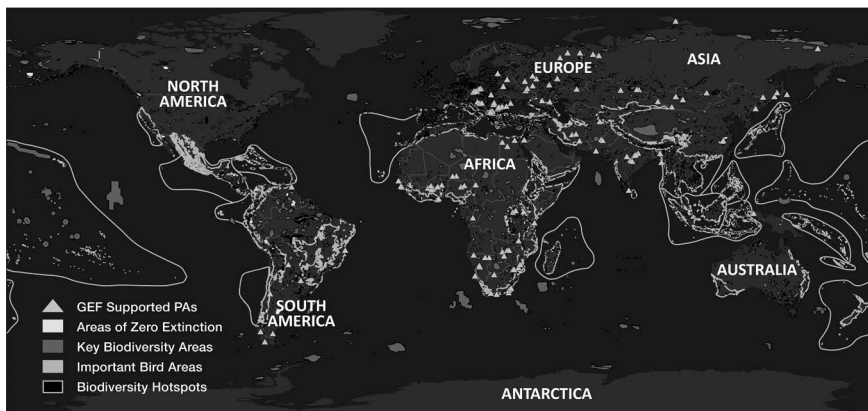 NORTH
AMERICA
EUROPE
ASIA
AFRICA
SOUTH
AMERICA
AUSTRALIA
ANTARCTICA
GEF Supported PAs
Areas of Zero Extinction
Key Biodiversity Areas
Important Bird Areas
Biodiversity Hotspots